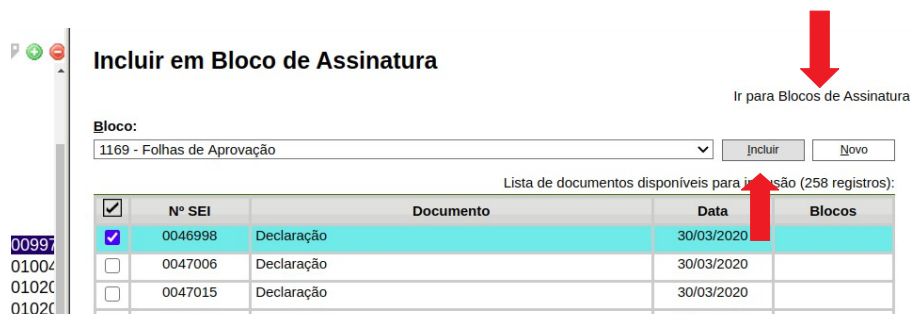 Incluir em Bloco de Assinatura
Ir para Blocos de Assinatura
Bloco:
1169 - Folhas de Aprovação
Incluir
Novo
Lista de documentos disponíveis para (258 registros):
Nº SEI Documento Data Blocos
0046998 Declaração 30/03/2020
00997
0047006 Declaração 30/03/2020
01004
0047015 Declaração 30/03/2020